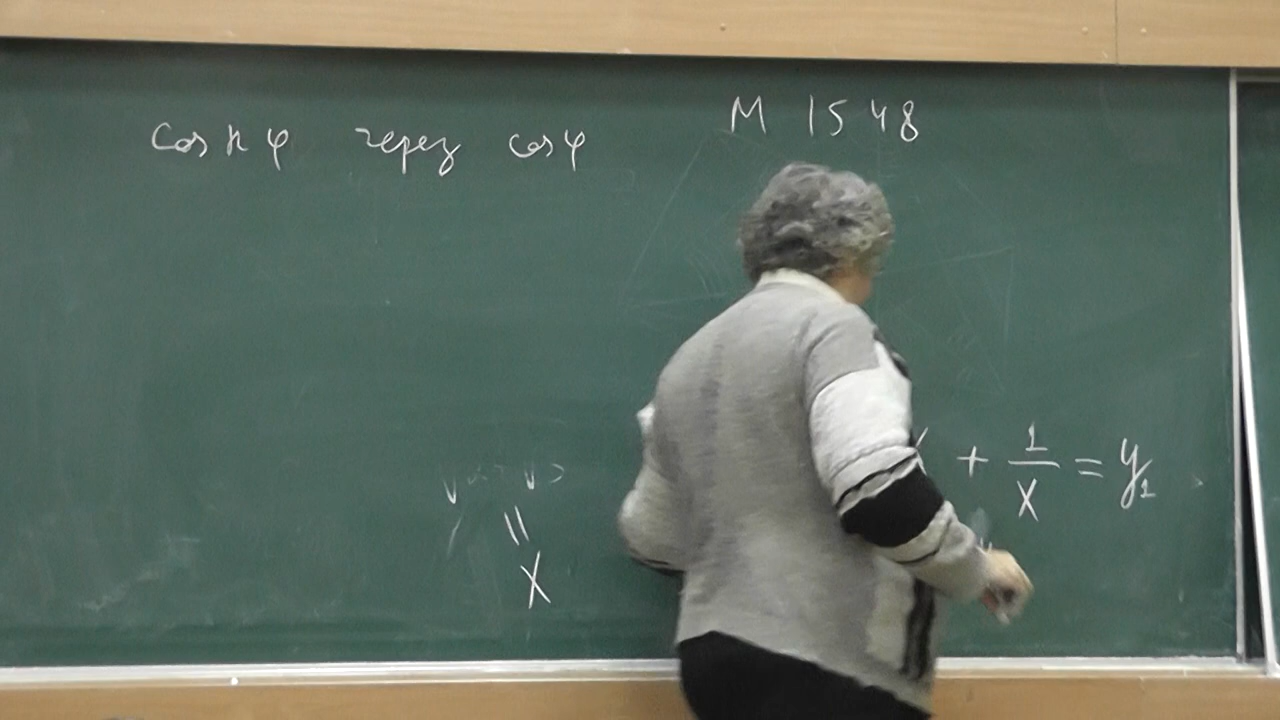 cos n φ через cos φ
M 1548
+ 1/x = y₁
||
x